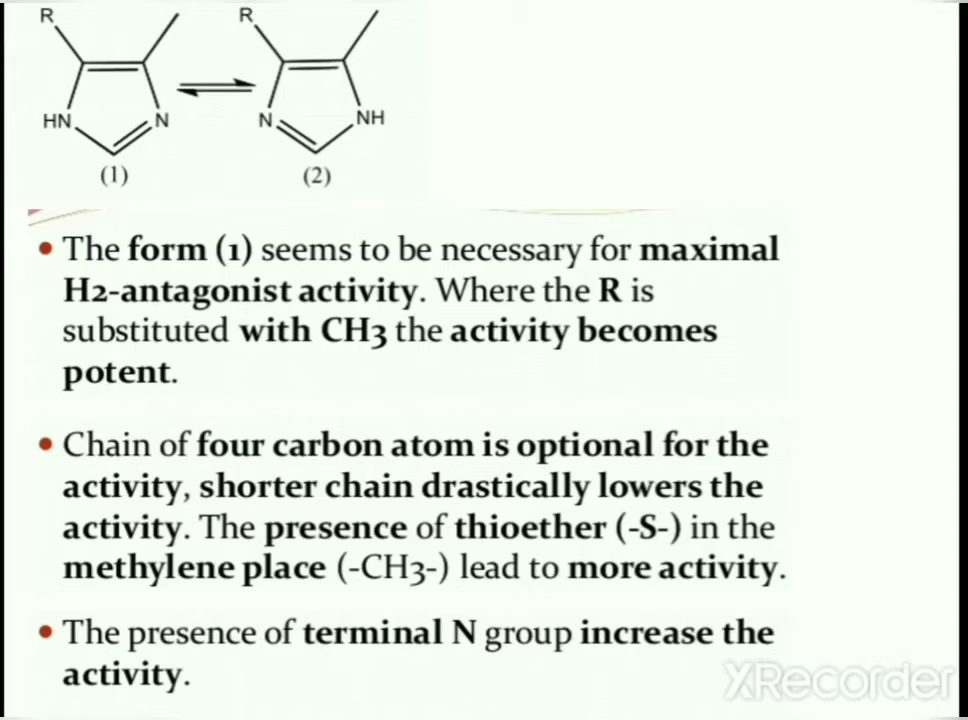 R R
HN N N NH
(1) (2)
• The form (1) seems to be necessary for maximal
H2-antagonist activity. Where the R is
substituted with CH3 the activity becomes
potent.
• Chain of four carbon atom is optional for the
activity, shorter chain drastically lowers the
activity. The presence of thioether (-S-) in the
methylene place (-CH3-) lead to more activity.
• The presence of terminal N group increase the
activity.
XRecorder